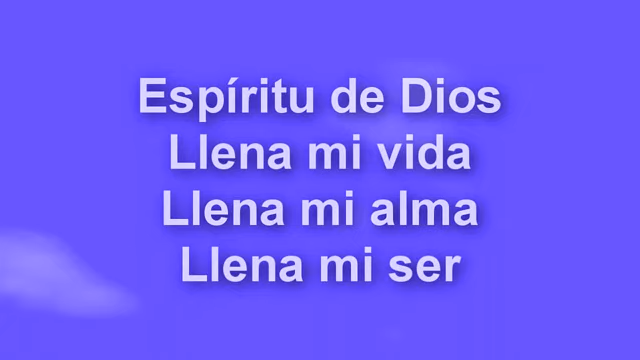 Espíritu de Dios
Llena mi vida
Llena mi alma
Llena mi ser